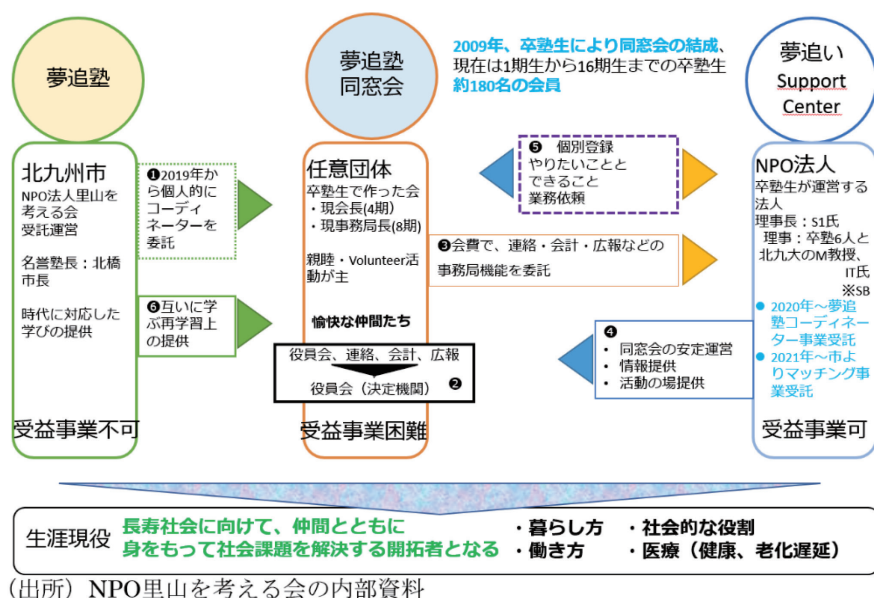 夢追塾
夢追塾
同窓会
2009年、卒塾生により同窓会の結成、
現在は1期生から16期生までの卒塾生
約180名の会員
夢追い
Support
Center
北九州市
NPO法人里山を
考える会
受託運営
名誉塾長：北橋
市長
時代に対応した
学びの提供
受益事業不可
❶2019年か
ら個人的に
コーディ
ネーターを
委託
❻互いに学
ぶ再学習上
の提供
任意団体
卒塾生で作った会
・現会長(4期）
・現事務局長(8期)
親睦・Volunteer活
動が主
愉快な仲間たち
役員会、連絡、会計、広報
役員会（決定機関） ❷
受益事業困難
❺ 個別登録
やりたいことと
できること
業務依頼
❸会費で、連絡・会計・広報などの
事務局機能を委託
❹
• 同窓会の安定運営
• 情報提供
• 活動の場提供
NPO法人
卒塾生が運営する
法人
理事長：S1氏
理事：卒塾6人と
北九大のM教授、
IT氏
※SB
● 2020年～夢追
塾コーディネー
ター事業受託
● 2021年～市よ
りマッチング事
業受託
受益事業可
生涯現役
長寿社会に向けて、仲間とともに
身をもって社会課題を解決する開拓者となる
・暮らし方 ・社会的な役割
・働き方 ・医療（健康、老化遅延）
（出所）NPO里山を考える会の内部資料